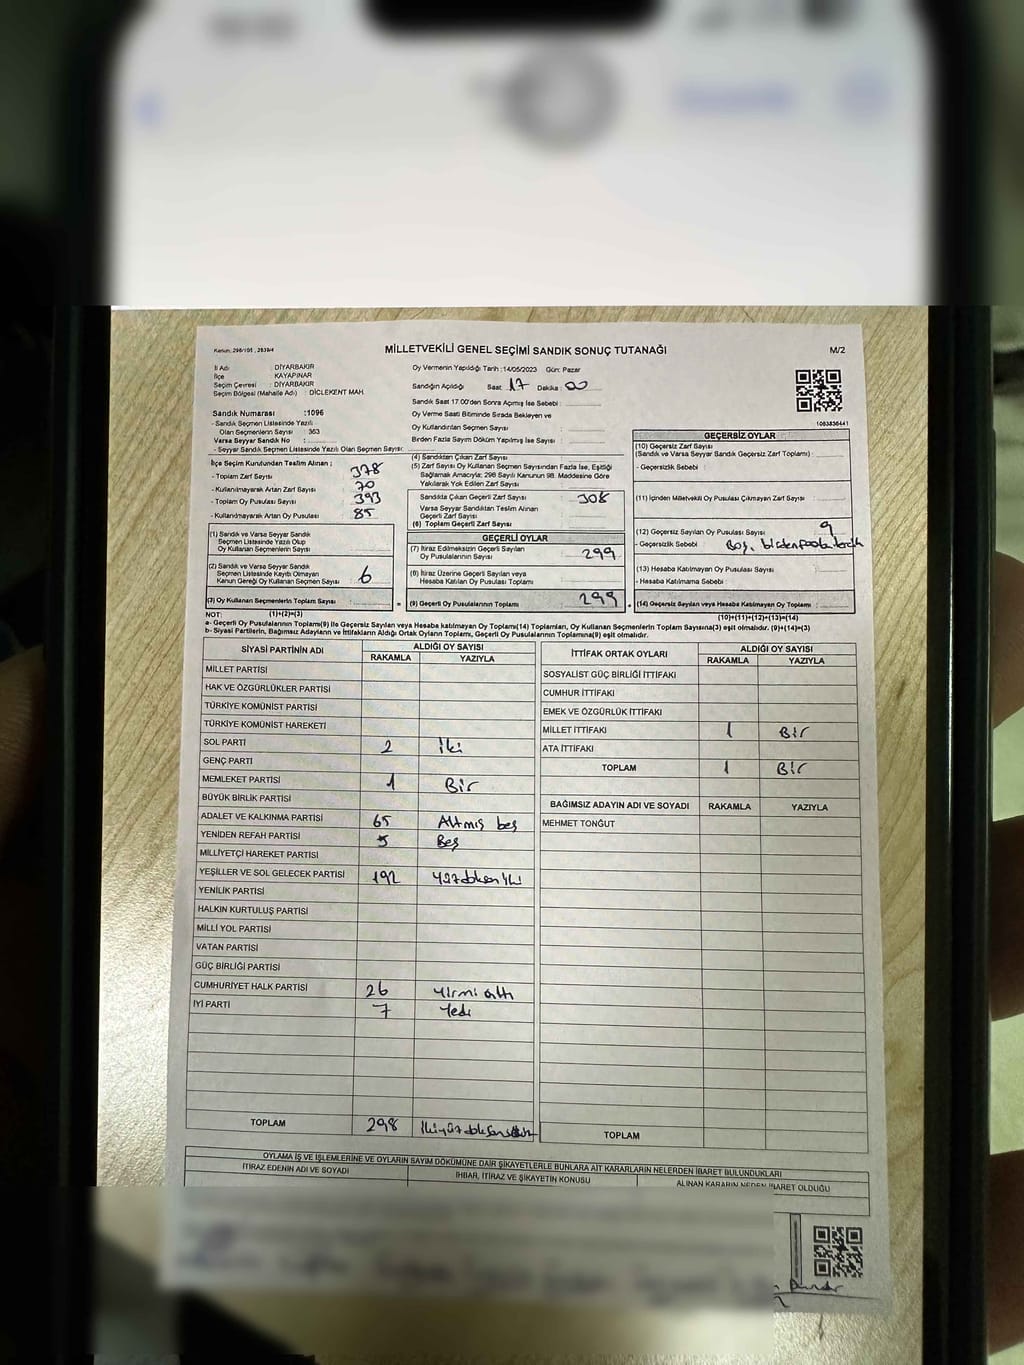 Kanun: 298/105 , 2839/4
MİLLETVEKİLİ GENEL SEÇİMİ SANDIK SONUÇ TUTANAĞI
M/2
İl Adı : DİYARBAKIR
İlçe : KAYAPINAR
Seçim Çevresi : DİYARBAKIR
Seçim Bölgesi (Mahalle Adı) : DİCLEKENT MAH.
Oy Vermenin Yapıldığı Tarih :14/05/2023 Gün: Pazar
Sandığın Açıldığı Saat: 17 Dakika: 00
Sandık Saat 17.00'den Sonra Açılmış İse Sebebi :
Oy Verme Saati Bitiminde Sırada Bekleyen ve
Oy Kullandırılan Seçmen Sayısı :
Birden Fazla Sayım Döküm Yapılmış İse Sayısı :
1083836441
Sandık Numarası :1096
- Sandık Seçmen Listesinde Yazılı
Olan Seçmenlerin Sayısı : 363
Varsa Seyyar Sandık No :
- Seyyar Sandık Seçmen Listesinde Yazılı Olan Seçmen Sayısı:
İlçe Seçim Kurulundan Teslim Alınan ;
- Toplam Zarf Sayısı : 378
- Kullanılmayarak Artan Zarf Sayısı : 70
- Toplam Oy Pusulası Sayısı : 393
- Kullanılmayarak Artan Oy Pusulası : 85
(1) Sandık ve Varsa Seyyar Sandık
Seçmen Listesinde Yazılı Olup
Oy Kullanan Seçmenlerin Sayısı :
(2) Sandık ve Varsa Seyyar Sandık
Seçmen Listesinde Kayıtlı Olmayan
Kanun Gereği Oy Kullanan Seçmen Sayısı : 6
(3) Oy Kullanan Seçmenlerin Toplam Sayısı :
(1)+(2)=(3)
(4) Sandıktan Çıkan Zarf Sayısı :
(5) Zarf Sayısı Oy Kullanan Seçmen Sayısından Fazla İse, Eşitliği
Sağlamak Amacıyla; 298 Sayılı Kanunun 98. Maddesine Göre
Yakılarak Yok Edilen Zarf Sayısı :
Sandıkta Çıkan Geçerli Zarf Sayısı : 308
Varsa Seyyar Sandıktan Teslim Alınan
Geçerli Zarf Sayısı :
(6) Toplam Geçerli Zarf Sayısı :
GEÇERLİ OYLAR
(7) İtiraz Edilmeksizin Geçerli Sayılan
Oy Pusulalarının Sayısı : 299
(8) İtiraz Üzerine Geçerli Sayılan veya
Hesaba Katılan Oy Pusulası Toplamı :
= (9) Geçerli Oy Pusulalarının Toplamı : 299
GEÇERSİZ OYLAR
(10) Geçersiz Zarf Sayısı
(Sandık ve Varsa Seyyar Sandık Geçersiz Zarf Toplamı) :
- Geçersizlik Sebebi :
(11) İçinden Milletvekili Oy Pusulası Çıkmayan Zarf Sayısı :
(12) Geçersiz Sayılan Oy Pusulası Sayısı : 9
- Geçersizlik Sebebi : Boş, birden fazla tercih
(13) Hesaba Katılmayan Oy Pusulası Sayısı :
- Hesaba Katılmama Sebebi :
+ (14) Geçersiz Sayılan veya Hesaba Katılmayan Oy Toplamı :
(10)+(11)+(12)+(13)=(14)
NOT:
a- Geçerli Oy Pusulası Toplamı(9) ile Geçersiz Sayılan veya Hesaba katılmayan Oy Toplamı(14) Toplamları, Oy Kullanan Seçmenlerin Toplam Sayısına(3) eşit olmalıdır. (9)+(14)=(3)
b- Siyasi Partilerin, Bağımsız Adayların ve İttifakların Aldığı Ortak Oyların Toplamı, Geçerli Oy Pusulalarının Toplamına(9) eşit olmalıdır.
SİYASİ PARTİNİN ADI ALDIĞI OY SAYISI
RAKAMLA YAZIYLA
MİLLET PARTİSİ
HAK VE ÖZGÜRLÜKLER PARTİSİ
TÜRKİYE KOMÜNİST PARTİSİ
TÜRKİYE KOMÜNİST HAREKETİ
SOL PARTİ 2 iki
GENÇ PARTİ
MEMLEKET PARTİSİ 1 Bir
BÜYÜK BİRLİK PARTİSİ
ADALET VE KALKINMA PARTİSİ 65 Altmış beş
YENİDEN REFAH PARTİSİ 5 Beş
MİLLİYETÇİ HAREKET PARTİSİ
YEŞİLLER VE SOL GELECEK PARTİSİ 192 yüzdoksan iki
YENİLİK PARTİSİ
HALKIN KURTULUŞ PARTİSİ
MİLLİ YOL PARTİSİ
VATAN PARTİSİ
GÜÇ BİRLİĞİ PARTİSİ
CUMHURİYET HALK PARTİSİ 26 yirmi altı
İYİ PARTİ 7 Yedi
TOPLAM 298 ikiyüzdoksansekiz
İTTİFAK ORTAK OYLARI ALDIĞI OY SAYISI
RAKAMLA YAZIYLA
SOSYALİST GÜÇ BİRLİĞİ İTTİFAKI
CUMHUR İTTİFAKI
EMEK VE ÖZGÜRLÜK İTTİFAKI
MİLLET İTTİFAKI 1 Bir
ATA İTTİFAKI
TOPLAM 1 Bir
BAĞIMSIZ ADAYIN ADI VE SOYADI RAKAMLA YAZIYLA
MEHMET TONĞUT
TOPLAM
OYLAMA İŞ VE İŞLEMLERİNE VE OYLARIN SAYIM DÖKÜMÜNE DAİR ŞİKAYETLERLE BUNLARA AİT KARARLARIN NELERDEN İBARET BULUNDUKLARI
İTİRAZ EDENİN ADI VE SOYADI İHBAR, İTİRAZ VE ŞİKAYETİN KONUSU ALINAN KARARIN NEDEN İBARET OLDUĞU